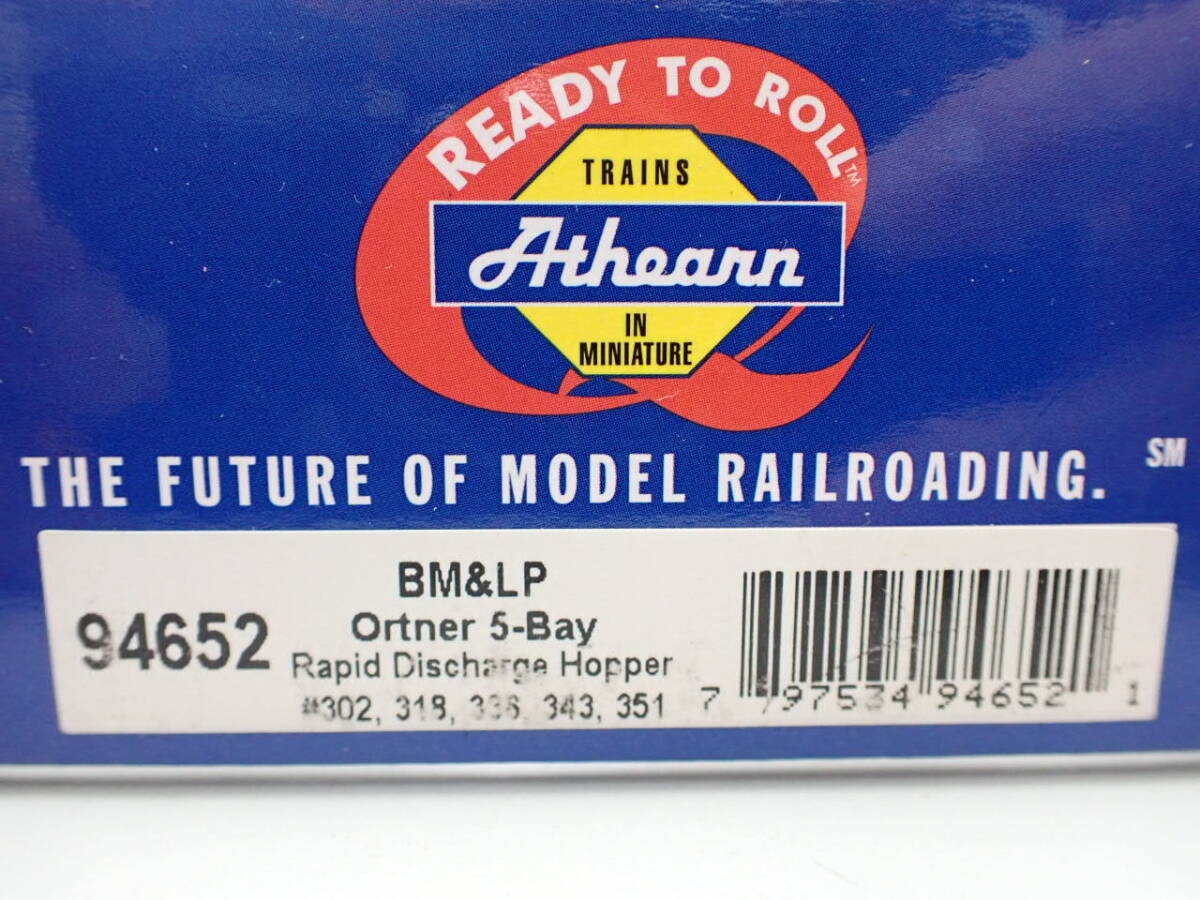 READY TO ROLL™
TRAINS
Athearn
IN
MINIATURE
THE FUTURE OF MODEL RAILROADING. SM
BM&LP
94652
Ortner 5-Bay
Rapid Discharge Hopper
#302, 318, 336, 343, 351
7 97534 94652 1